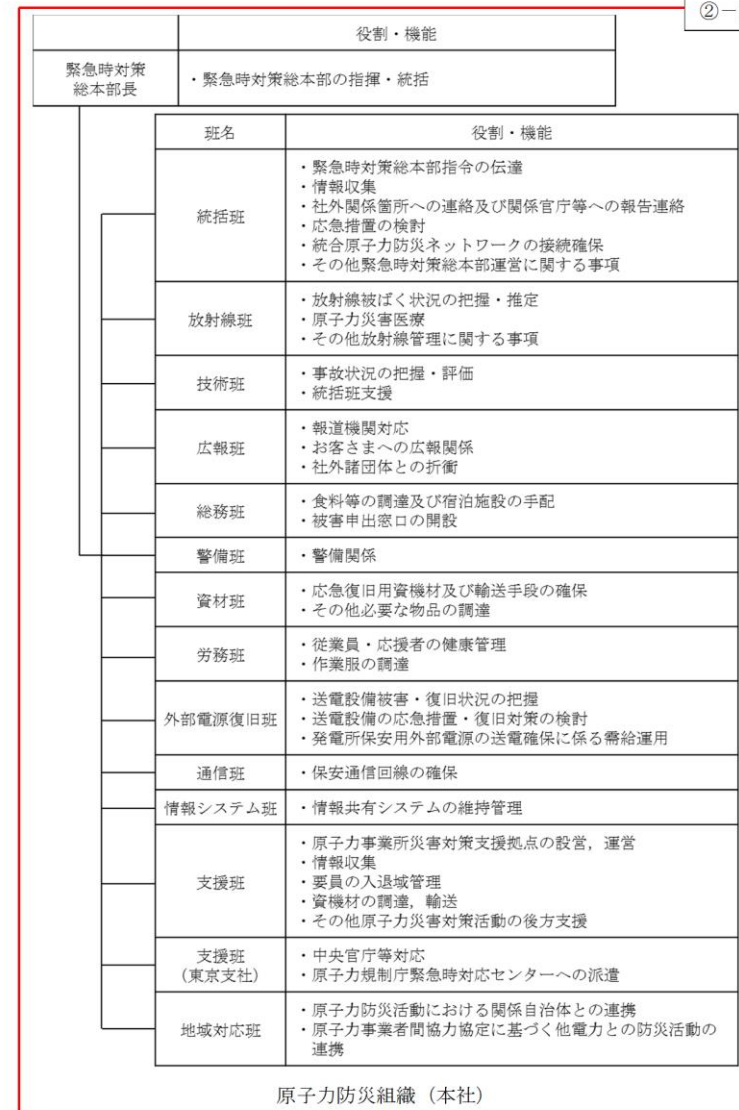 ②－
役割・機能
緊急時対策
総本部長
・緊急時対策総本部の指揮・統括
班名
役割・機能
統括班
・緊急時対策総本部指令の伝達
・情報収集
・社外関係箇所への連絡及び関係官庁等への報告連絡
・応急措置の検討
・統合原子力防災ネットワークの接続確保
・その他緊急時対策総本部運営に関する事項
放射線班
・放射線被ばく状況の把握・推定
・原子力災害医療
・その他放射線管理に関する事項
技術班
・事故状況の把握・評価
・統括班支援
広報班
・報道機関対応
・お客さまへの広報関係
・社外諸団体との折衝
総務班
・食料等の調達及び宿泊施設の手配
・被害申出窓口の開設
警備班
・警備関係
資材班
・応急復旧用資機材及び輸送手段の確保
・その他必要な物品の調達
労務班
・従業員・応援者の健康管理
・作業服の調達
外部電源復旧班
・送電設備被害・復旧状況の把握
・送電設備の応急措置・復旧対策の検討
・発電所保安用外部電源の送電確保に係る需給運用
通信班
・保安通信回線の確保
情報システム班
・情報共有システムの維持管理
支援班
・原子力事業所災害対策支援拠点の設営，運営
・情報収集
・要員の入退域管理
・資機材の調達，輸送
・その他原子力災害対策活動の後方支援
支援班
（東京支社）
・中央官庁等対応
・原子力規制庁緊急時対応センターへの派遣
地域対応班
・原子力防災活動における関係自治体との連携
・原子力事業者間協力協定に基づく他電力との防災活動の
連携
原子力防災組織（本社）